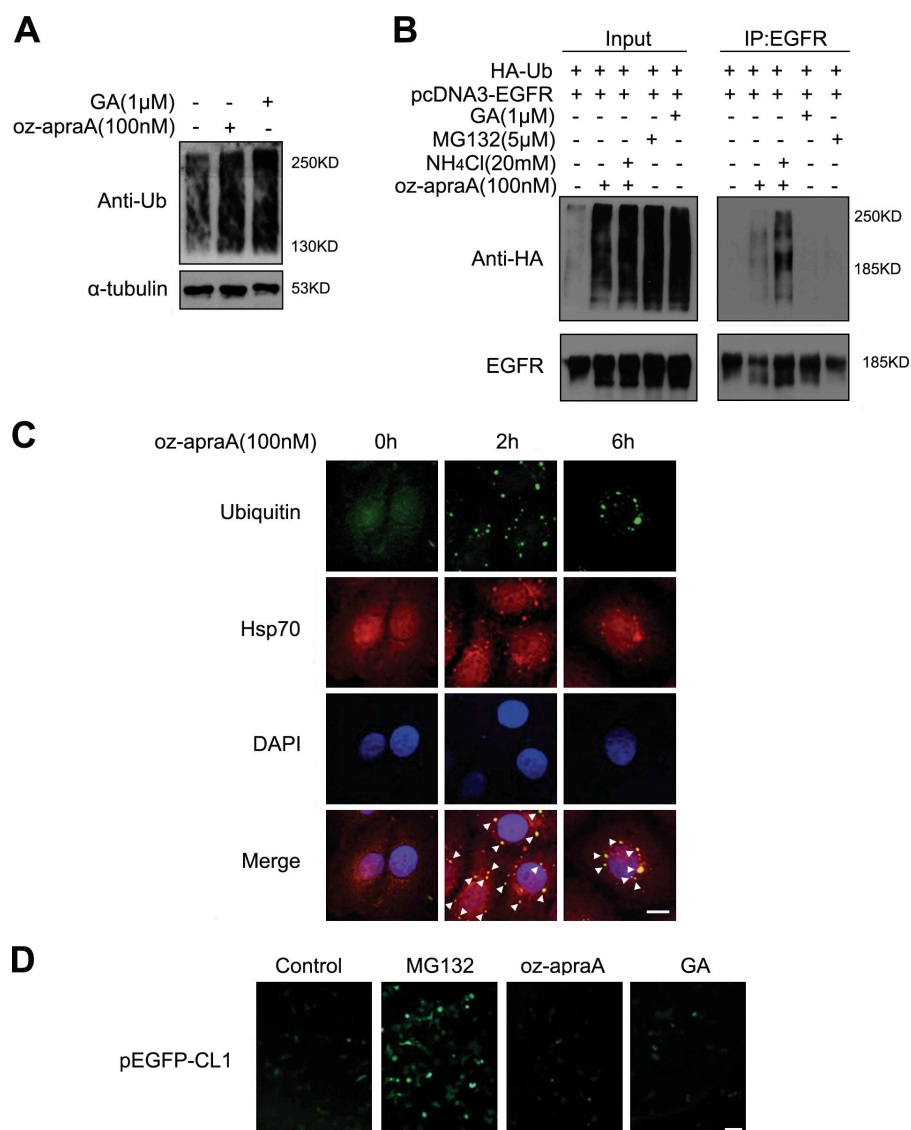 A
GA(1µM) - - +
oz-apraA(100nM) - + -
Anti-Ub
250KD
130KD
α-tubulin
53KD
B
Input IP:EGFR
HA-Ub + + + + + + + + + +
pcDNA3-EGFR + + + + + + + + + +
GA(1µM) - - - - + - - - + -
MG132(5µM) - - - + - - - - - +
NH4Cl(20mM) - - + - - - - + - -
oz-apraA(100nM) - + + - - - + + - -
Anti-HA
250KD
185KD
EGFR
185KD
C
oz-apraA(100nM) 0h 2h 6h
Ubiquitin
Hsp70
DAPI
Merge
D
Control MG132 oz-apraA GA
pEGFP-CL1